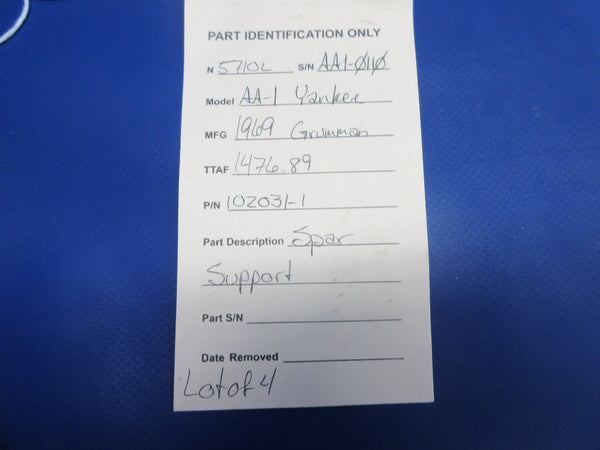 PART IDENTIFICATION ONLY
N 5710L S/N AA1-0110
Model AA-1 Yankee
MFG 1969 Grumman
TTAF 1476.89
P/N 102031-1
Part Description Spar
Support
Part S/N
Date Removed
Lot of 4